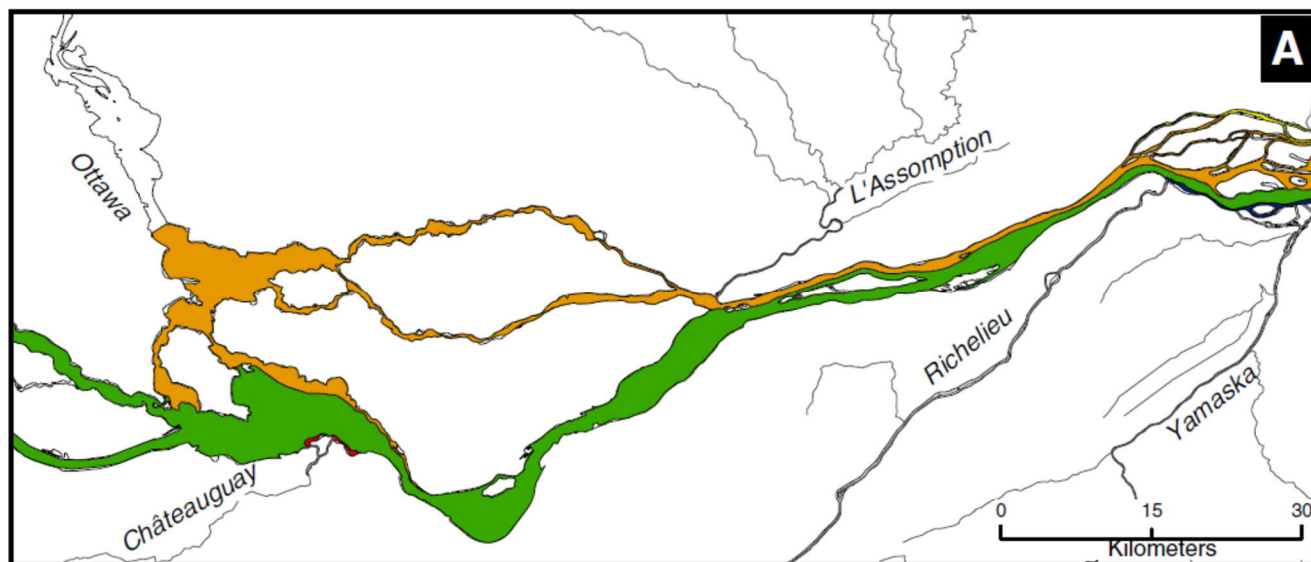 A
Ottawa
L'Assomption
Richelieu
Yamaska
Châteauguay
0 15 30
Kilometers